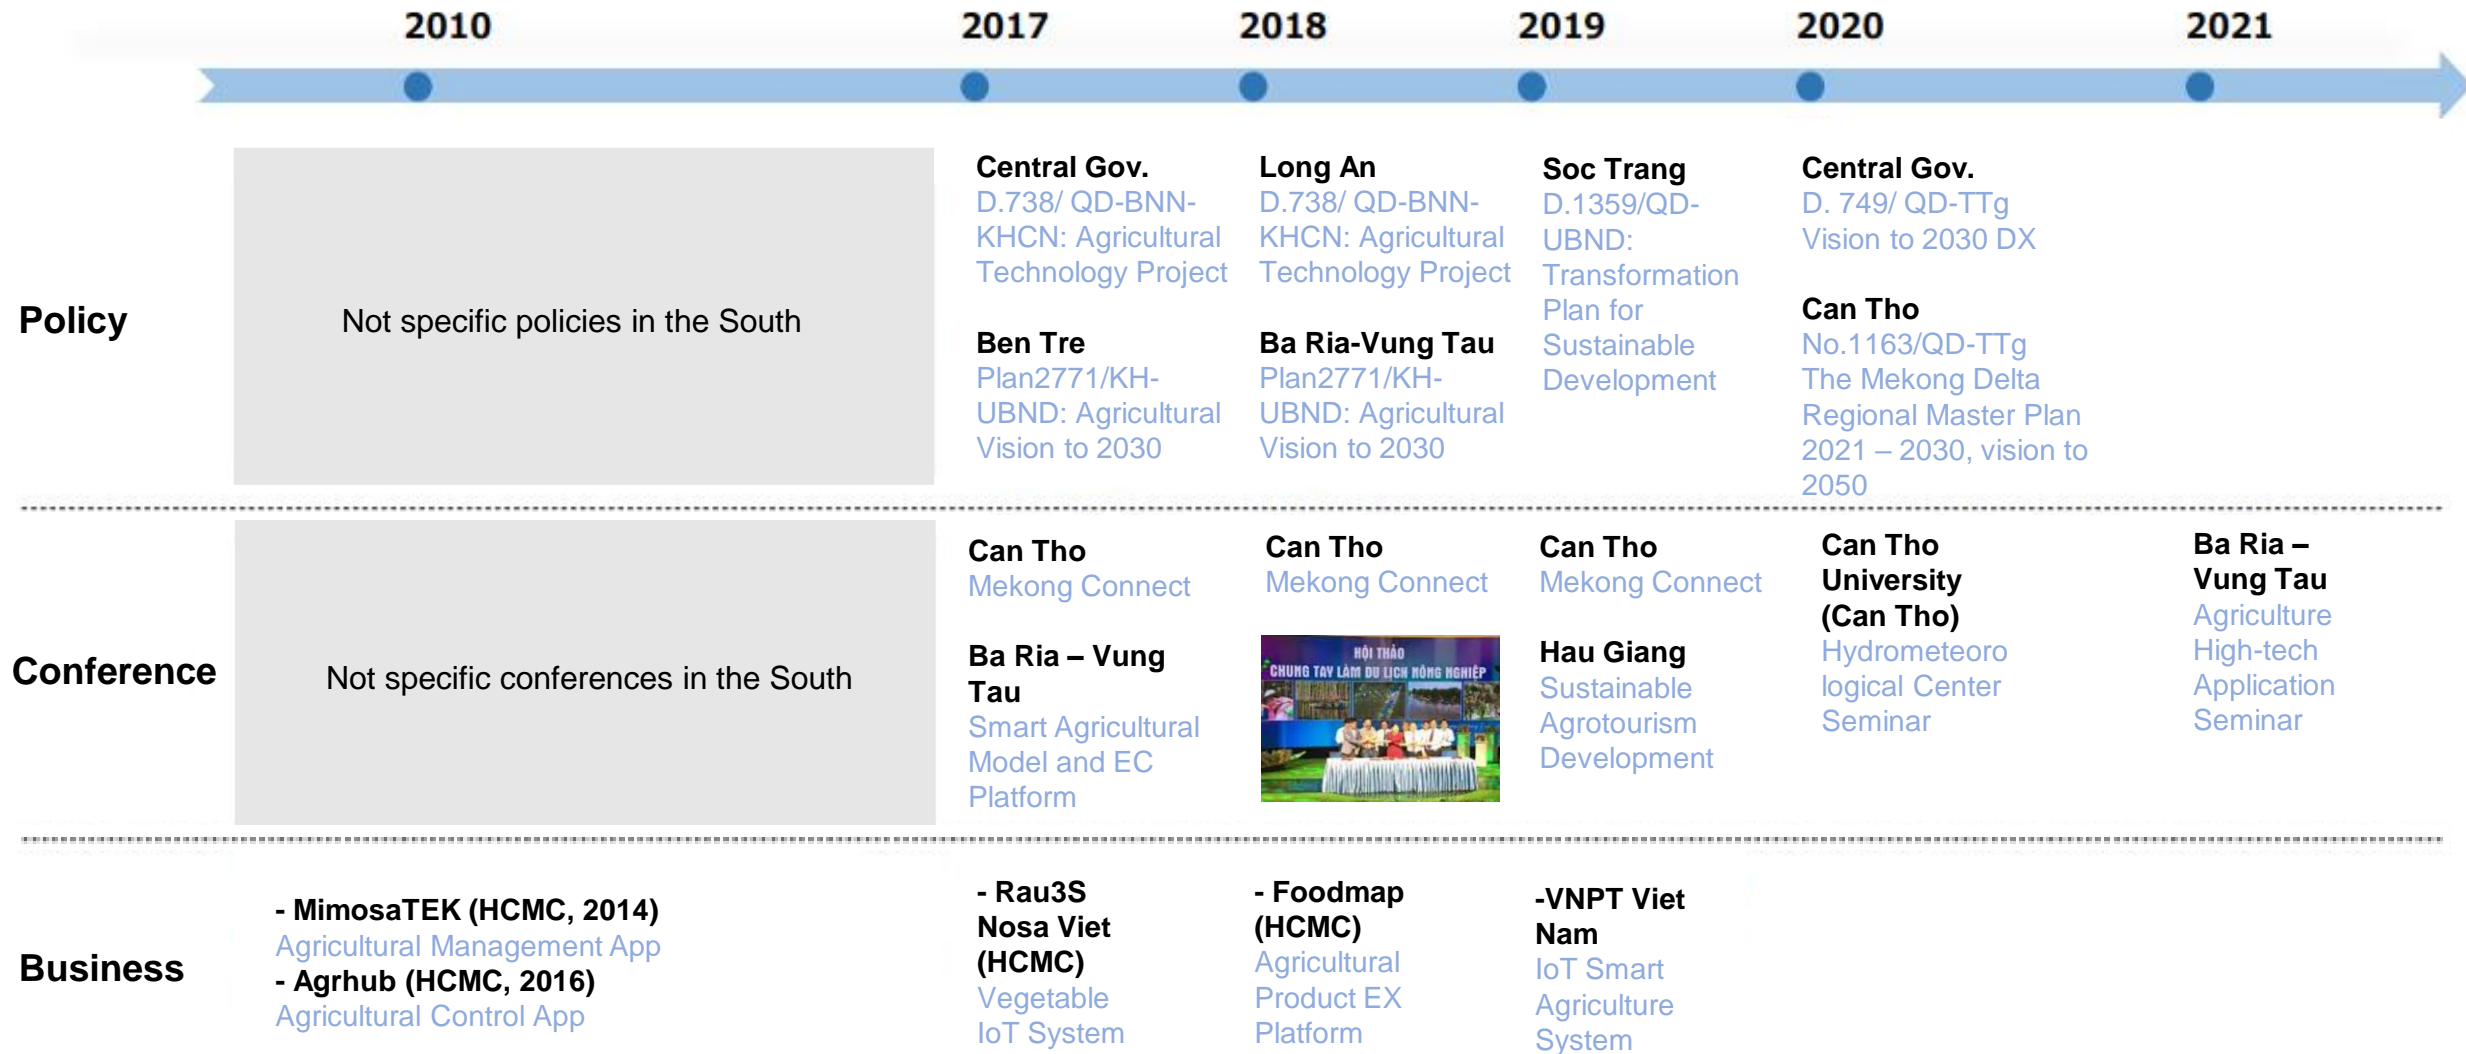 2010
2017
2018
2019
2020
2021
Policy
Not specific policies in the South
Central Gov.
D.738/ QD-BNN-
KHCN: Agricultural
Technology Project
Ben Tre
Plan2771/KH-
UBND: Agricultural
Vision to 2030
Long An
D.738/ QD-BNN-
KHCN: Agricultural
Technology Project
Ba Ria-Vung Tau
Plan2771/KH-
UBND: Agricultural
Vision to 2030
Soc Trang
D.1359/QD-
UBND:
Transformation
Plan for
Sustainable
Development
Central Gov.
D. 749/ QD-TTg
Vision to 2030 DX
Can Tho
No.1163/QD-TTg
The Mekong Delta
Regional Master Plan
2021 – 2030, vision to
2050
Conference
Not specific conferences in the South
Can Tho
Mekong Connect
Ba Ria – Vung
Tau
Smart Agricultural
Model and EC
Platform
Can Tho
Mekong Connect
HỘI THẢO
CHUNG TAY LÀM DU LỊCH NÔNG NGHIỆP
Can Tho
Mekong Connect
Hau Giang
Sustainable
Agrotourism
Development
Can Tho
University
(Can Tho)
Hydrometeoro
logical Center
Seminar
Ba Ria –
Vung Tau
Agriculture
High-tech
Application
Seminar
Business
- MimosaTEK (HCMC, 2014)
Agricultural Management App
- Agrhub (HCMC, 2016)
Agricultural Control App
- Rau3S
Nosa Viet
(HCMC)
Vegetable
IoT System
- Foodmap
(HCMC)
Agricultural
Product EX
Platform
-VNPT Viet
Nam
IoT Smart
Agriculture
System